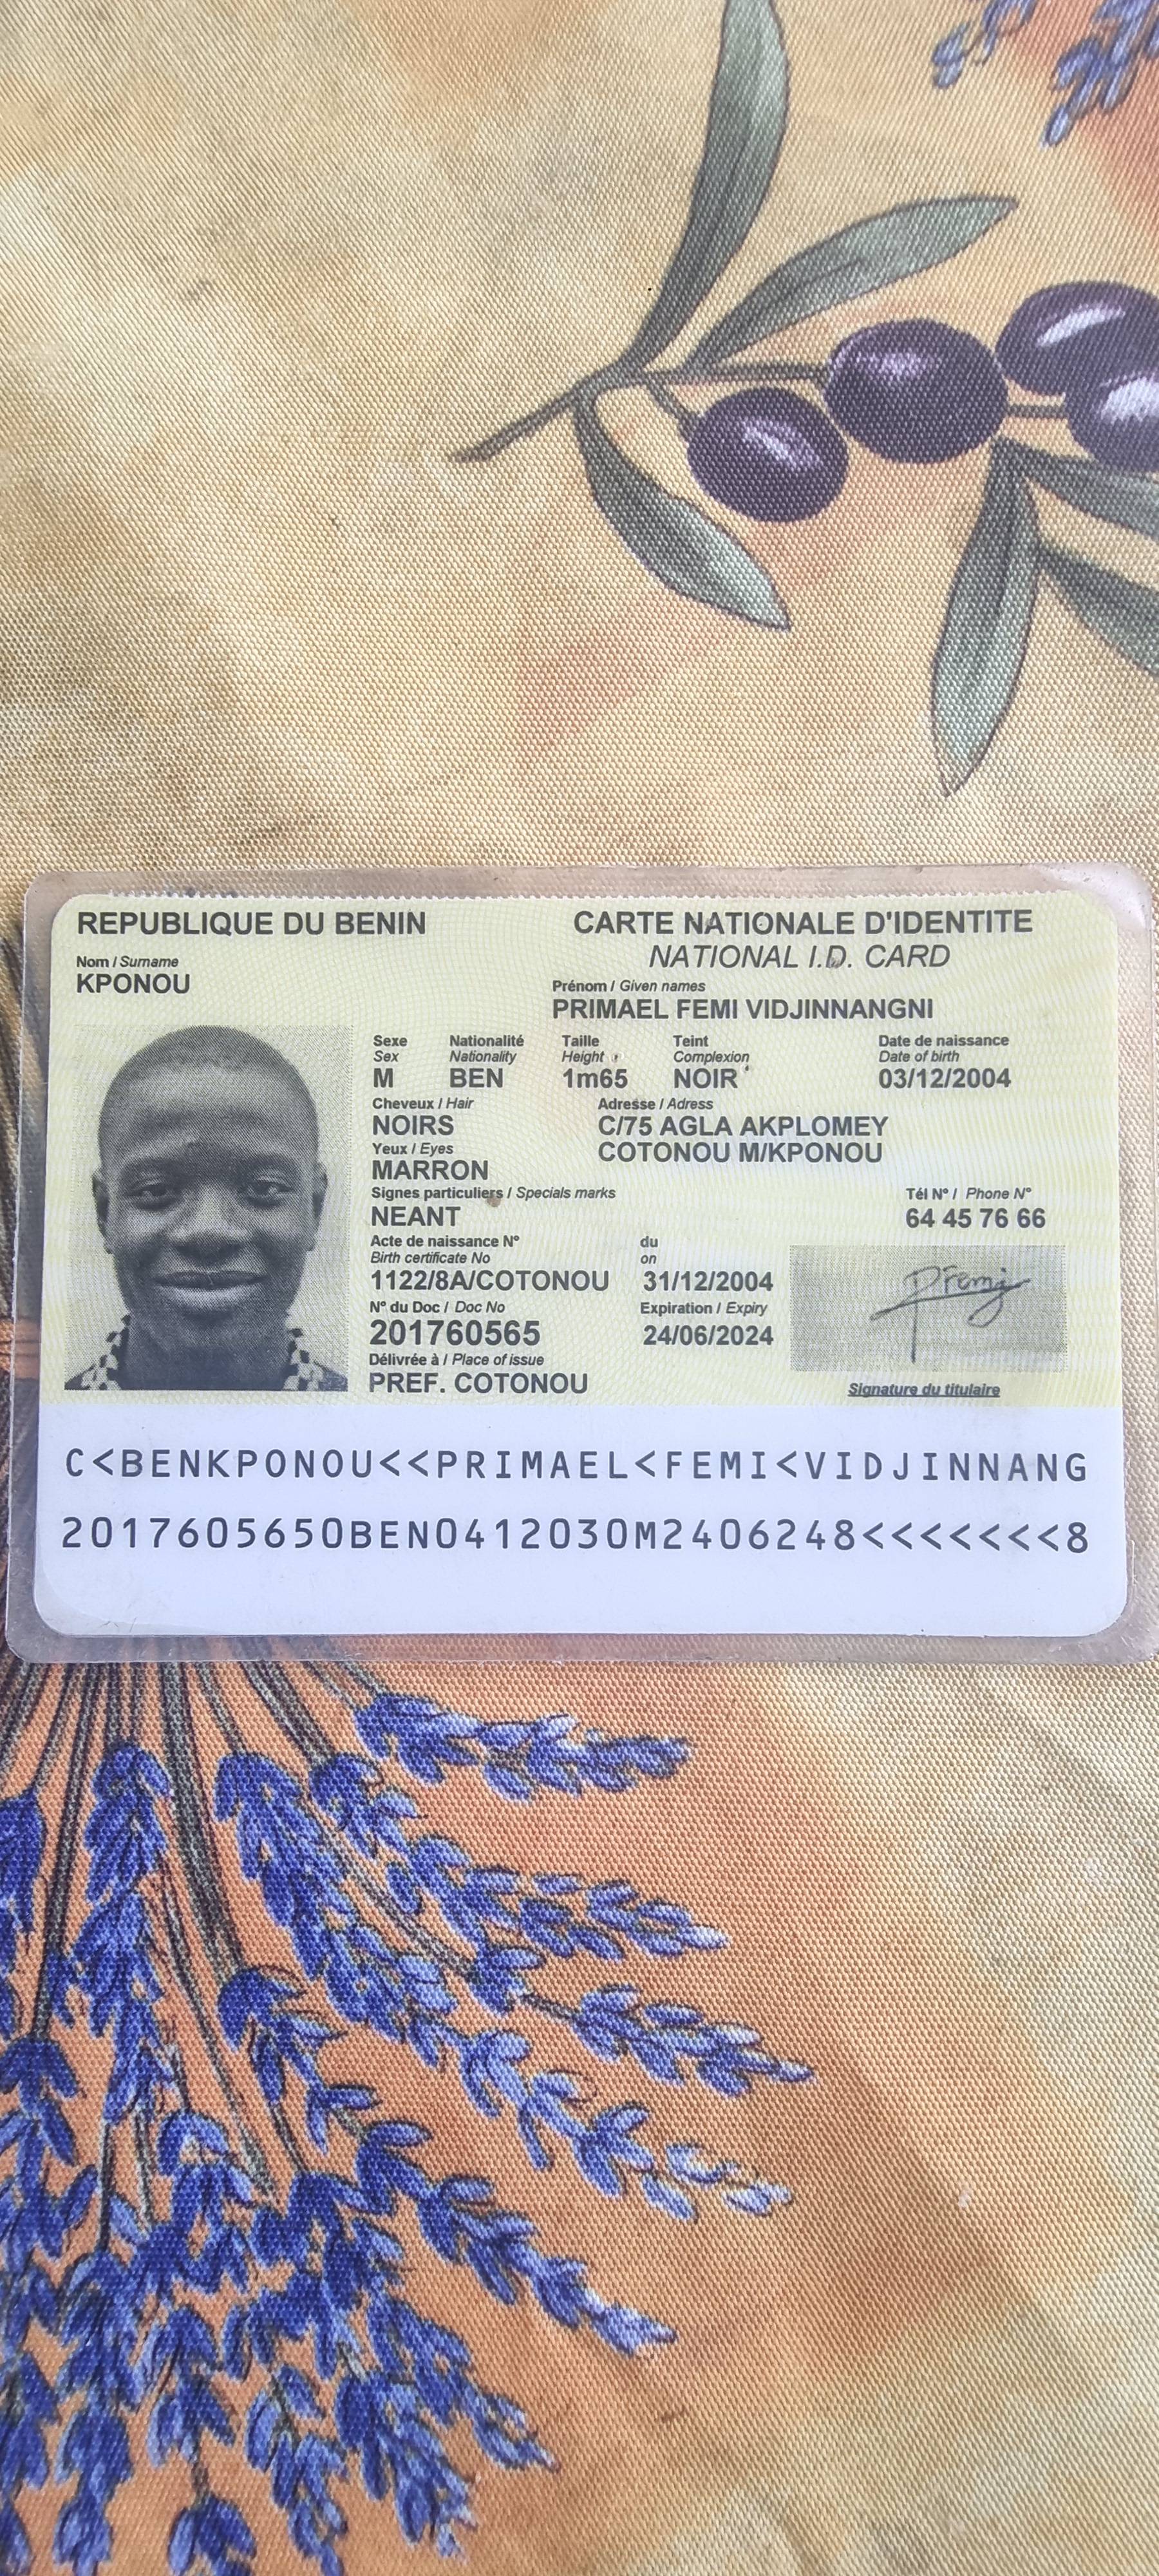 REPUBLIQUE DU BENIN
CARTE NATIONALE D'IDENTITE
NATIONAL I.D. CARD
Nom / Surname
KPONOU
Prénom / Given names
PRIMAEL FEMI VIDJINNANGNI
Sexe Nationalité Taille Teint Date de naissance
Sex Nationality Height Complexion Date of birth
M BEN 1m65 NOIR 03/12/2004
Cheveux / Hair Adresse / Adress
NOIRS C/75 AGLA AKPLOMEY
Yeux / Eyes COTONOU M/KPONOU
MARRON
Signes particuliers / Specials marks Tél N° / Phone N°
NEANT 64 45 76 66
Acte de naissance N° du
Birth certificate No on
1122/8A/COTONOU 31/12/2004
N° du Doc / Doc No Expiration / Expiry
201760565 24/06/2024
Délivrée à / Place of issue
PREF. COTONOU
Premi
Signature du titulaire
C<BENKPONOU<<PRIMAEL<FEMI<VIDJINNANG
2017605650BEN0412030M2406248<<<<<<<8